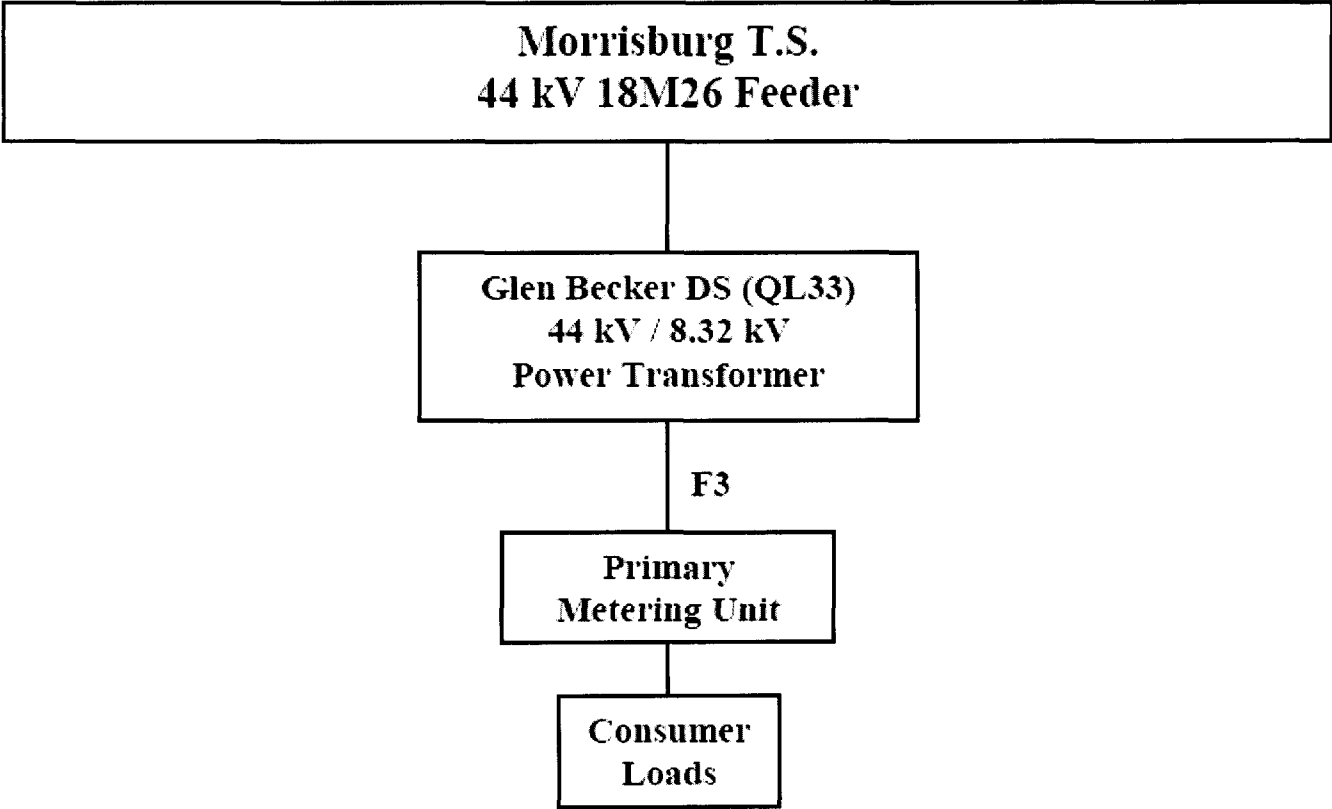 Morrisburg T.S.
44 kV 18M26 Feeder
Glen Becker DS (QL33)
44 kV / 8.32 kV
Power Transformer
F3
Primary
Metering Unit
Consumer
Loads